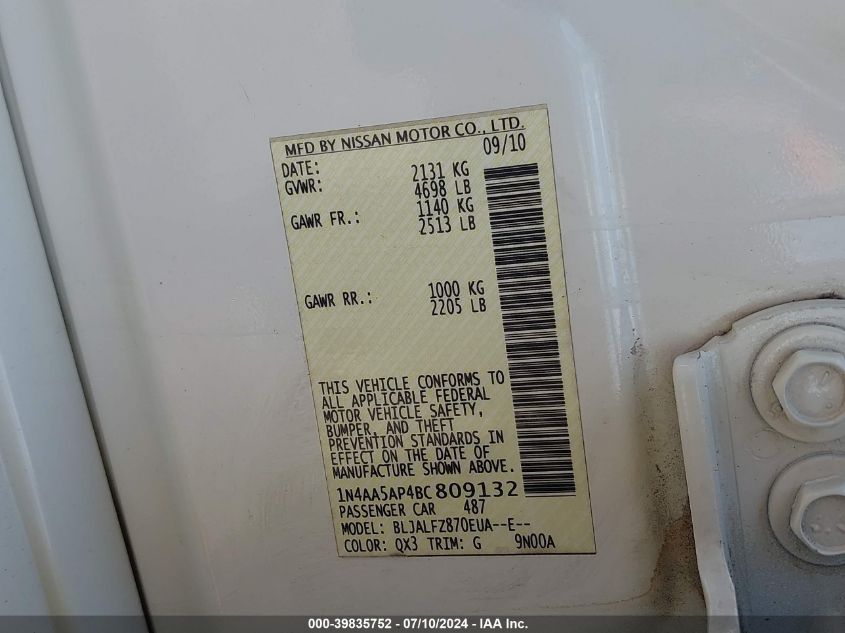 MFD BY NISSAN MOTOR CO., LTD.
DATE: 09/10
GVWR: 2131 KG
4698 LB
GAWR FR.: 1140 KG
2513 LB
GAWR RR.: 1000 KG
2205 LB
THIS VEHICLE CONFORMS TO
ALL APPLICABLE FEDERAL
MOTOR VEHICLE SAFETY,
BUMPER, AND THEFT
PREVENTION STANDARDS IN
EFFECT ON THE DATE OF
MANUFACTURE SHOWN ABOVE.
1N4AA5AP4BC809132
PASSENGER CAR 487
MODEL: BLJALFZ870EUA--E--
COLOR: QX3 TRIM: G 9N00A
000-39835752 - 07/10/2024 - IAA Inc.